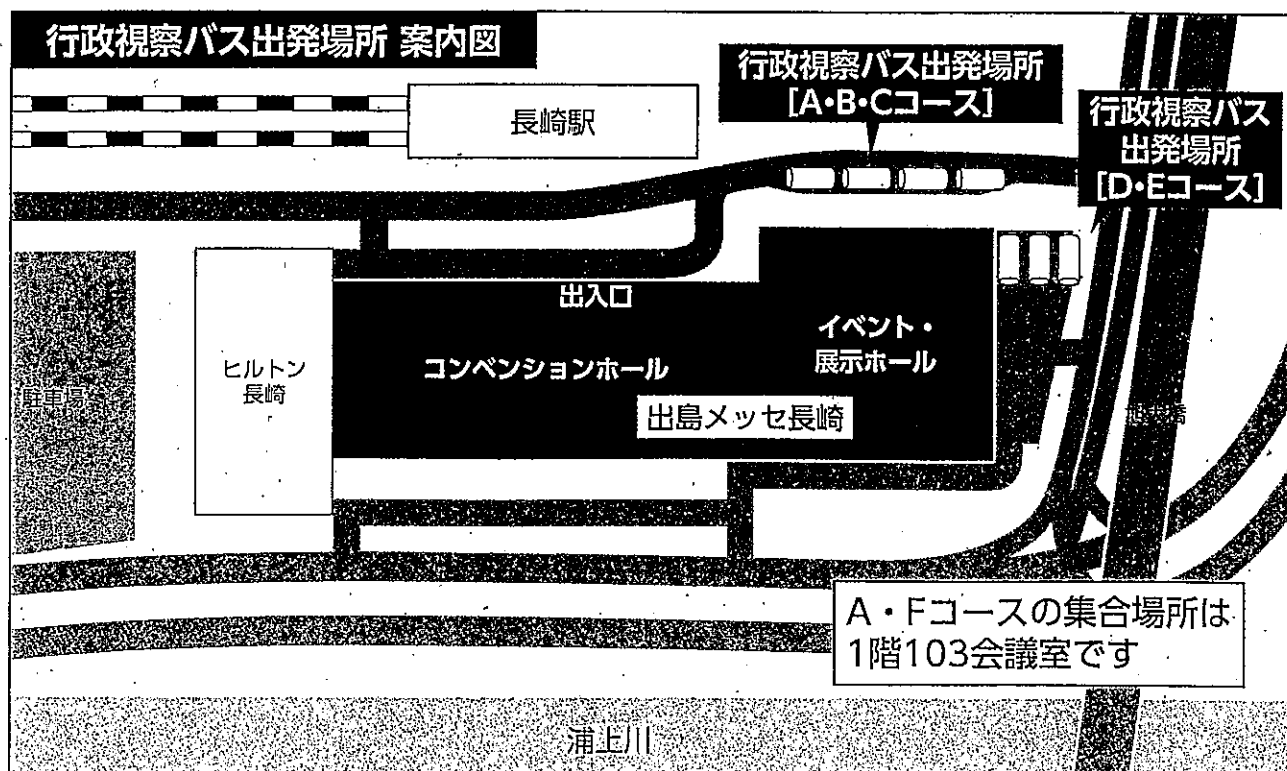 行政視察バス出発場所 案内図
行政視察バス出発場所
[A・B・Cコース]
行政視察バス
出発場所
[D・Eコース]
長崎駅
出入口
イベント・
展示ホール
コンベンションホール
ヒルトン
長崎
駐車場
出島メッセ長崎
A・Fコースの集合場所は
1階103会議室です
浦上川